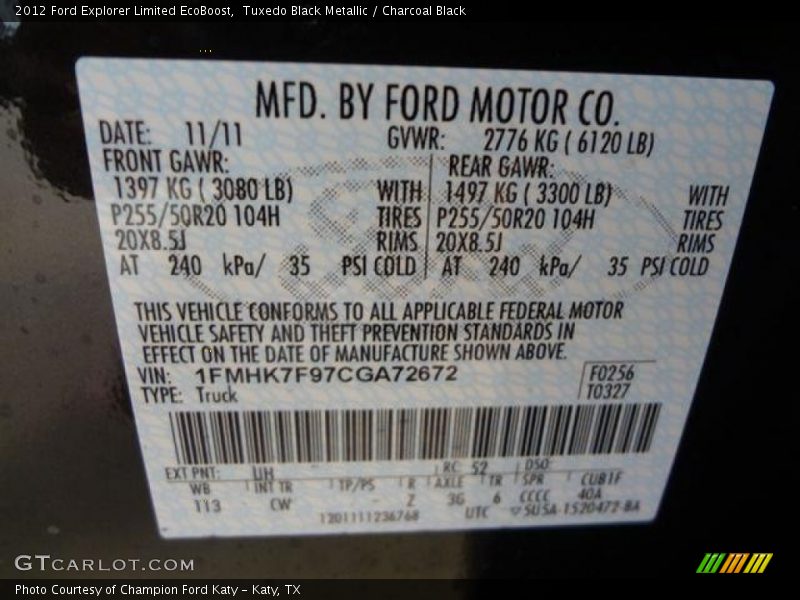 2012 Ford Explorer Limited EcoBoost,  Tuxedo Black Metallic / Charcoal Black
MFD. BY FORD MOTOR CO.
DATE: 11/11 GVWR: 2776 KG ( 6120 LB)
FRONT GAWR: REAR GAWR:
1397 KG ( 3080 LB) WITH 1497 KG ( 3300 LB) WITH
P255/50R20 104H TIRES P255/50R20 104H TIRES
20X8.5J RIMS 20X8.5J RIMS
AT 240 kPa/ 35 PSI COLD AT 240 kPa/ 35 PSI COLD
THIS VEHICLE CONFORMS TO ALL APPLICABLE FEDERAL MOTOR
VEHICLE SAFETY AND THEFT PREVENTION STANDARDS IN
EFFECT ON THE DATE OF MANUFACTURE SHOWN ABOVE.
VIN: 1FMHK7F97CGA72672 F0256
TYPE: Truck T0327
EXT PNT: UH RC 52 DSO
WB INT TR TP/PS R AXLE TR SPR CUB1F
113 CW Z 3G 6 CCCC 40A
1201111236768 UTC 5U5A-1520472-BA
GTCARLOT.COM
Photo Courtesy of Champion Ford Katy - Katy, TX